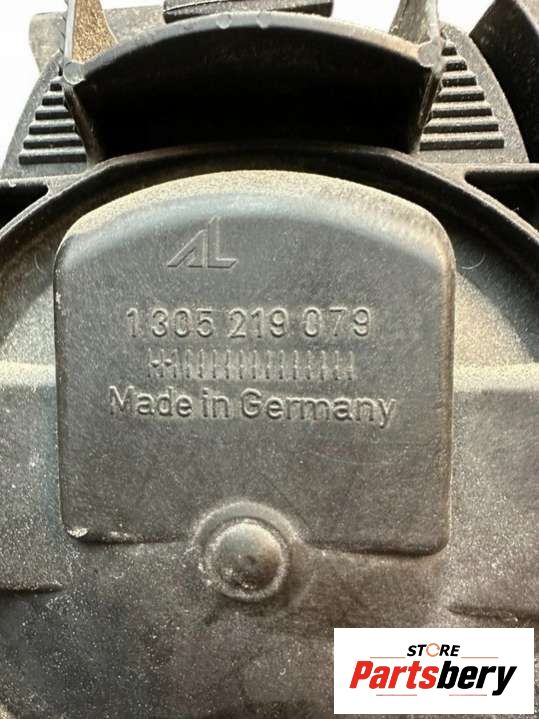 AL
1 305 219 079
Made in Germany
STORE
Partsbery